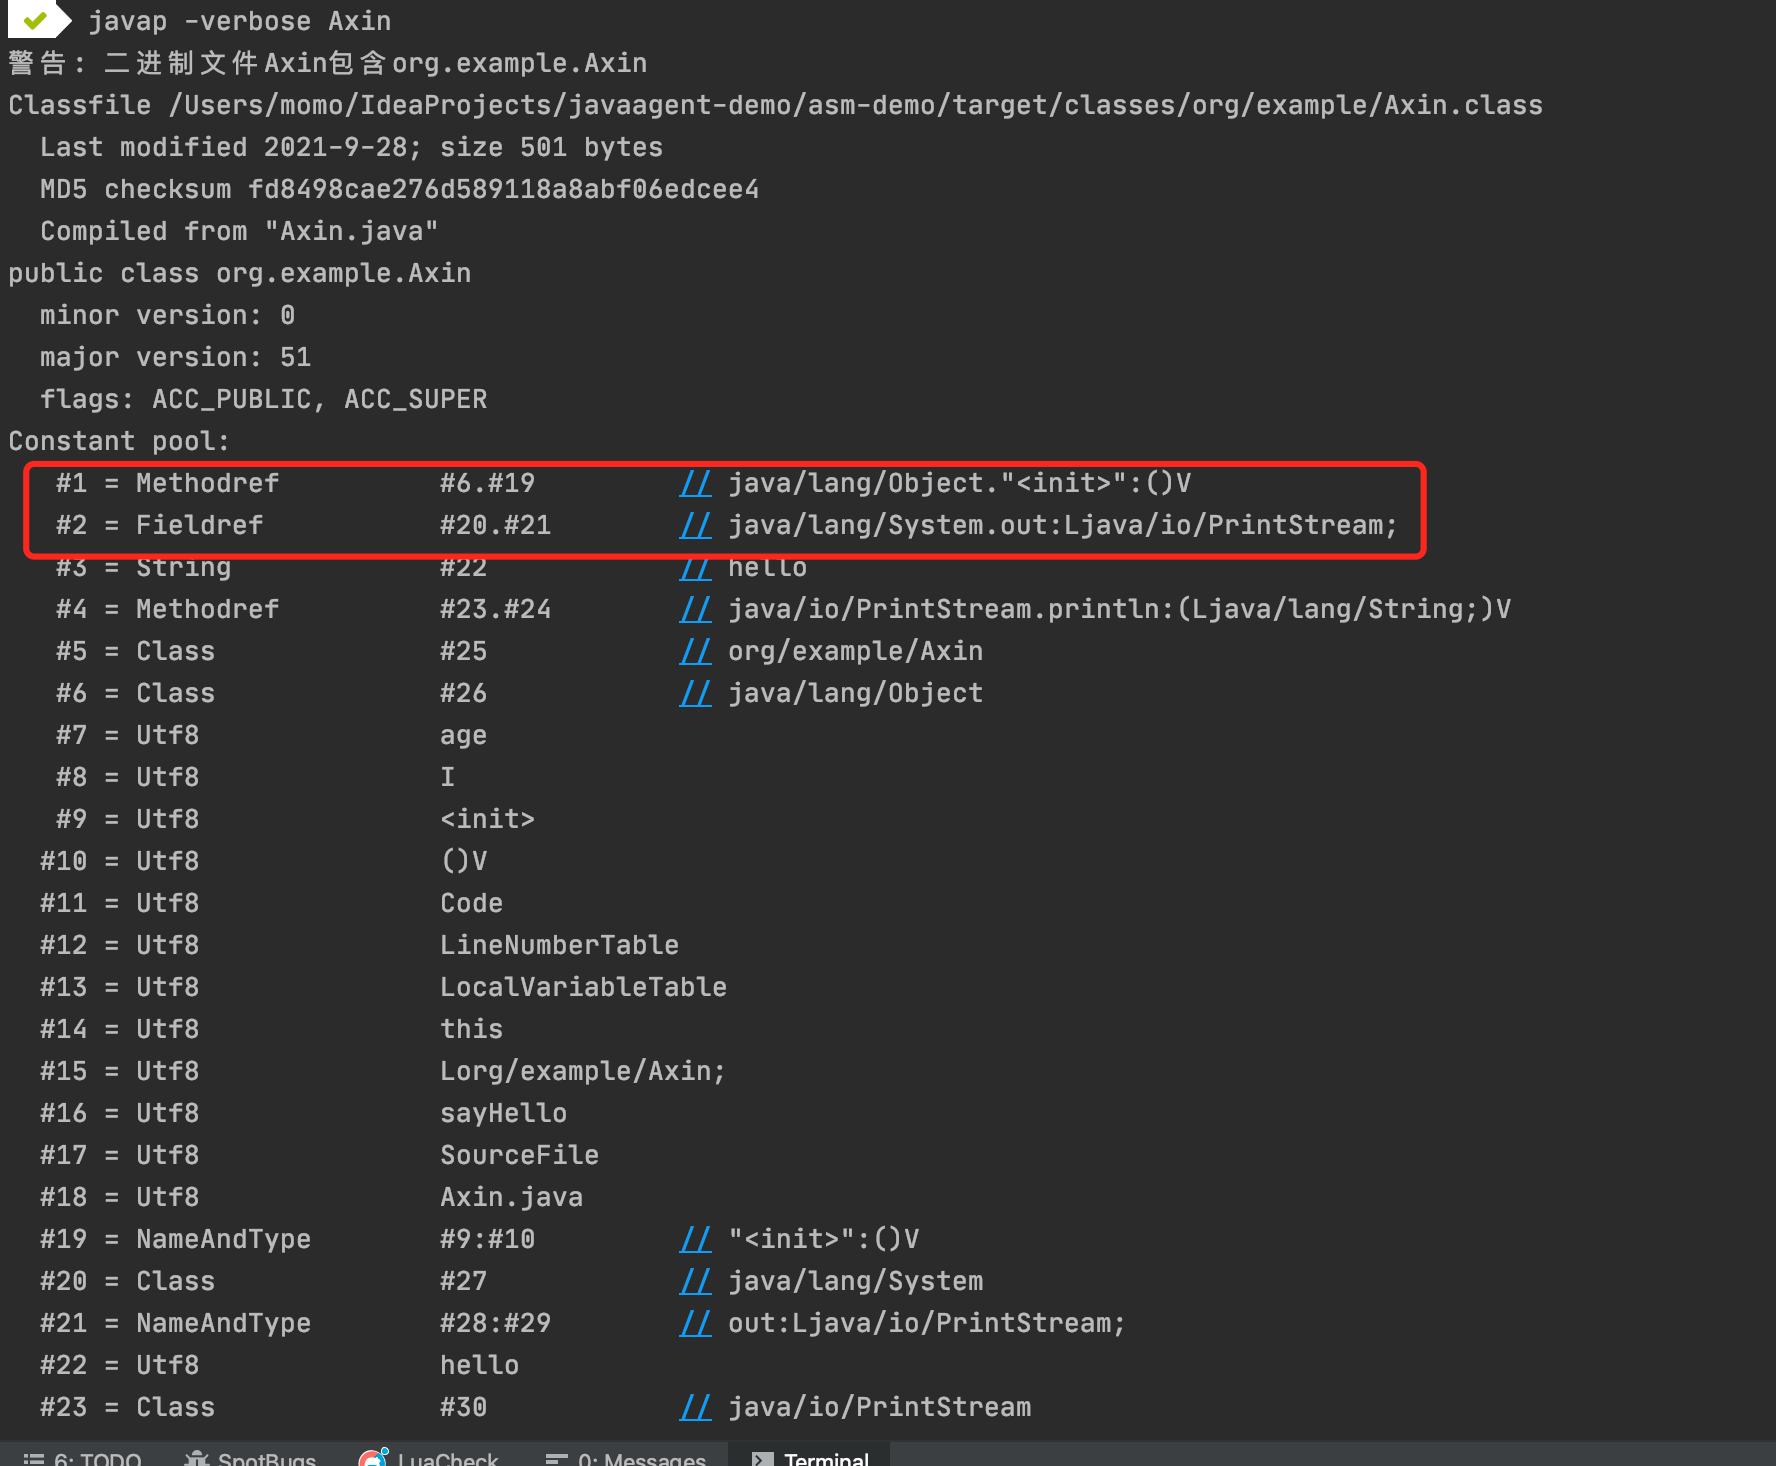 javap -verbose Axin
警告: 二进制文件Axin包含org.example.Axin
Classfile /Users/momo/IdeaProjects/javaagent-demo/asm-demo/target/classes/org/example/Axin.class
  Last modified 2021-9-28; size 501 bytes
  MD5 checksum fd8498cae276d589118a8abf06edcee4
  Compiled from "Axin.java"
public class org.example.Axin
  minor version: 0
  major version: 51
  flags: ACC_PUBLIC, ACC_SUPER
Constant pool:
   #1 = Methodref          #6.#19         // java/lang/Object."<init>":()V
   #2 = Fieldref           #20.#21        // java/lang/System.out:Ljava/io/PrintStream;
   #3 = String             #22            // hello
   #4 = Methodref          #23.#24        // java/io/PrintStream.println:(Ljava/lang/String;)V
   #5 = Class              #25            // org/example/Axin
   #6 = Class              #26            // java/lang/Object
   #7 = Utf8               age
   #8 = Utf8               I
   #9 = Utf8               <init>
  #10 = Utf8               ()V
  #11 = Utf8               Code
  #12 = Utf8               LineNumberTable
  #13 = Utf8               LocalVariableTable
  #14 = Utf8               this
  #15 = Utf8               Lorg/example/Axin;
  #16 = Utf8               sayHello
  #17 = Utf8               SourceFile
  #18 = Utf8               Axin.java
  #19 = NameAndType        #9:#10         // "<init>":()V
  #20 = Class              #27            // java/lang/System
  #21 = NameAndType        #28:#29        // out:Ljava/io/PrintStream;
  #22 = Utf8               hello
  #23 = Class              #30            // java/io/PrintStream
6: TODO SpotBugs LuaCheck 0: Messages Terminal